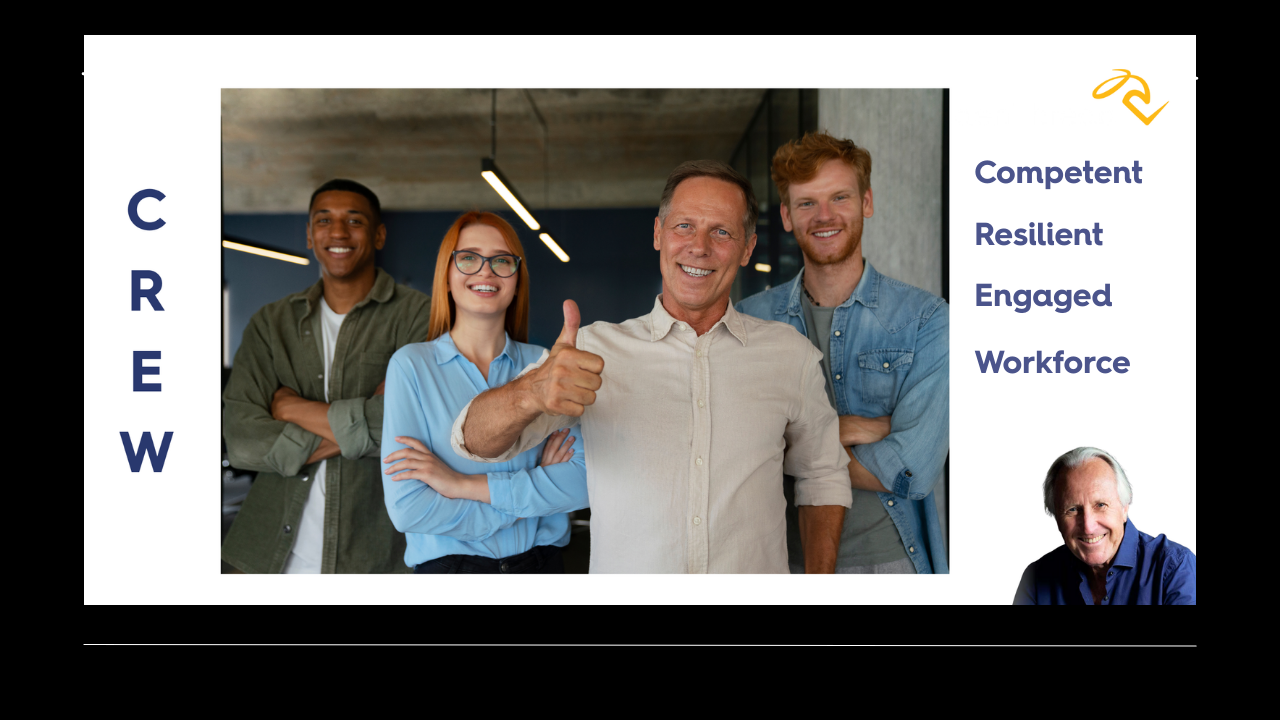 C
R
E
W
Competent
Resilient
Engaged
Workforce